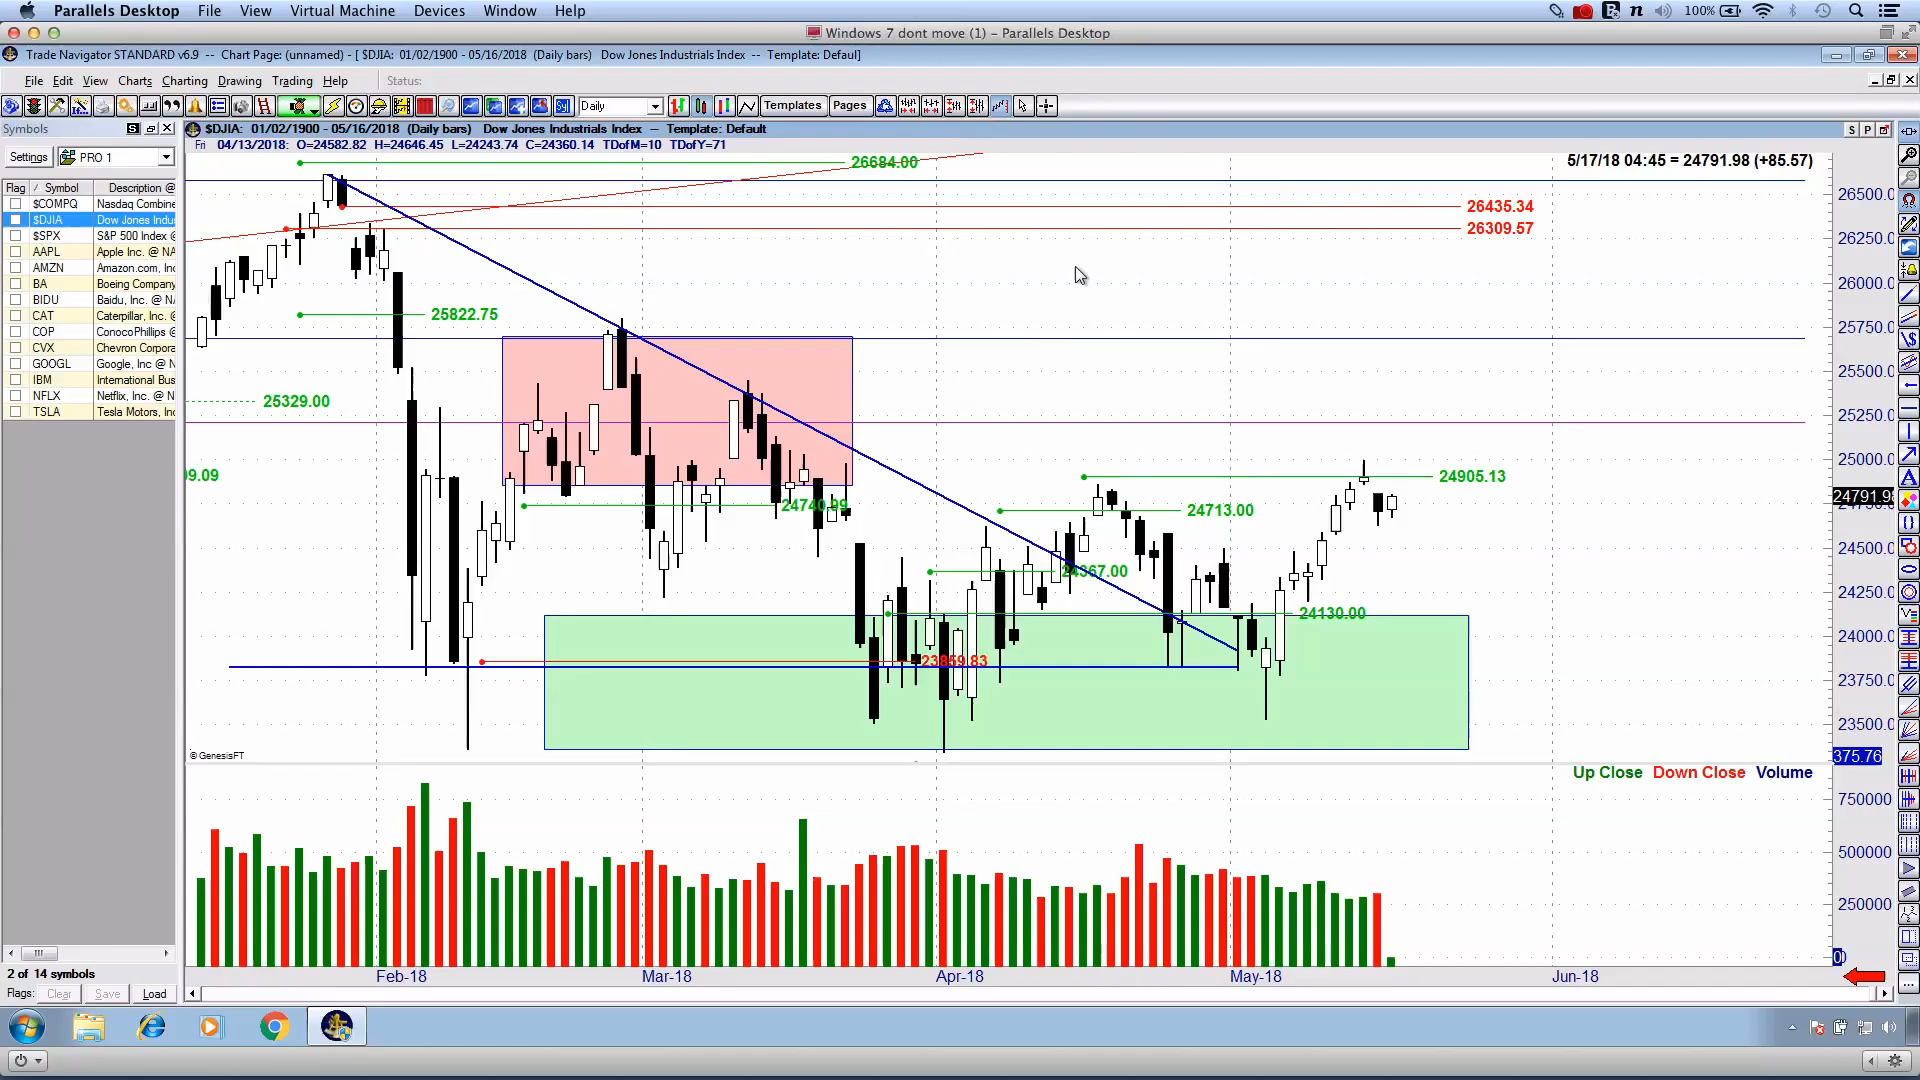 Parallels Desktop File View Virtual Machine Devices Window Help 100%
Windows 7 dont move (1) - Parallels Desktop
Trade Navigator STANDARD v6.9 -- Chart Page: (unnamed) - [ $DJIA: 01/02/1900 - 05/16/2018 (Daily bars) Dow Jones Industrials Index -- Template: Defaul]
File Edit View Charts Charting Drawing Trading Help Status:
Daily Templates Pages
Symbols S
$DJIA: 01/02/1900 - 05/16/2018 (Daily bars) Dow Jones Industrials Index -- Template: Default S P
Fri 04/13/2018: O=24582.82 H=24646.45 L=24243.74 C=24360.14 TDofM=10 TDofY=71
Settings PRO 1
5/17/18 04:45 = 24791.98 (+85.57)
Flag Symbol Description @
$COMPQ Nasdaq Combine
$DJIA Dow Jones Indu
$SPX S&P 500 Index @
AAPL Apple Inc. @ NA
AMZN Amazon.com, Inc
BA Boeing Company
BIDU Baidu, Inc. @ NA
CAT Caterpillar, Inc. @
COP ConocoPhillips @
CVX Chevron Corpora
GOOGL Google, Inc @ N
IBM International Bus
NFLX Netflix, Inc. @ N
TSLA Tesla Motors, Inc
26684.00
26435.34
26309.57
25822.75
25329.00
9.09
24740.99
24905.13
24713.00
24367.00
24130.00
23859.83
26500.0
26250.0
26000.0
25750.0
25500.0
25250.0
25000.0
24791.98
24750.0
24500.0
24250.0
24000.0
23750.0
23500.0
375.76
© GenesisFT
Up Close Down Close Volume
750000
500000
250000
0
Feb-18 Mar-18 Apr-18 May-18 Jun-18
2 of 14 symbols
Flags: Clear Save Load